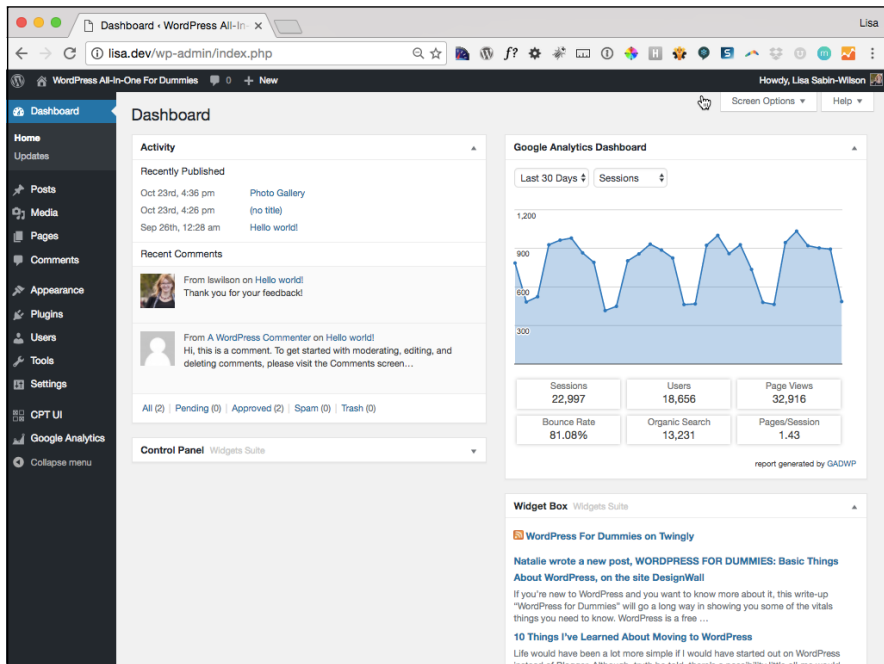 Dashboard ‹ WordPress All-In-
Lisa
lisa.dev/wp-admin/index.php
f?
WordPress All-In-One For Dummies 0 + New
Howdy, Lisa Sabin-Wilson
Dashboard
Home
Updates
Posts
Media
Pages
Comments
Appearance
Plugins
Users
Tools
Settings
CPT UI
Google Analytics
Collapse menu
Screen Options
Help
Dashboard
Activity
Recently Published
Oct 23rd, 4:36 pm Photo Gallery
Oct 23rd, 4:26 pm (no title)
Sep 26th, 12:28 am Hello world!
Recent Comments
From lswilson on Hello world!
Thank you for your feedback!
From A WordPress Commenter on Hello world!
Hi, this is a comment. To get started with moderating, editing, and
deleting comments, please visit the Comments screen…
All (2) | Pending (0) | Approved (2) | Spam (0) | Trash (0)
Control Panel Widgets Suite
Google Analytics Dashboard
Last 30 Days Sessions
1,200
900
600
300
Sessions
22,997
Users
18,656
Page Views
32,916
Bounce Rate
81.08%
Organic Search
13,231
Pages/Session
1.43
report generated by GADWP
Widget Box Widgets Suite
WordPress For Dummies on Twingly
Natalie wrote a new post, WORDPRESS FOR DUMMIES: Basic Things
About WordPress, on the site DesignWall
If you're new to WordPress and you want to know more about it, this write-up
"WordPress for Dummies" will go a long way in showing you some of the vitals
things you need to know. WordPress is a free …
10 Things I've Learned About Moving to WordPress
Life would have been a lot more simple if I would have started out on WordPress